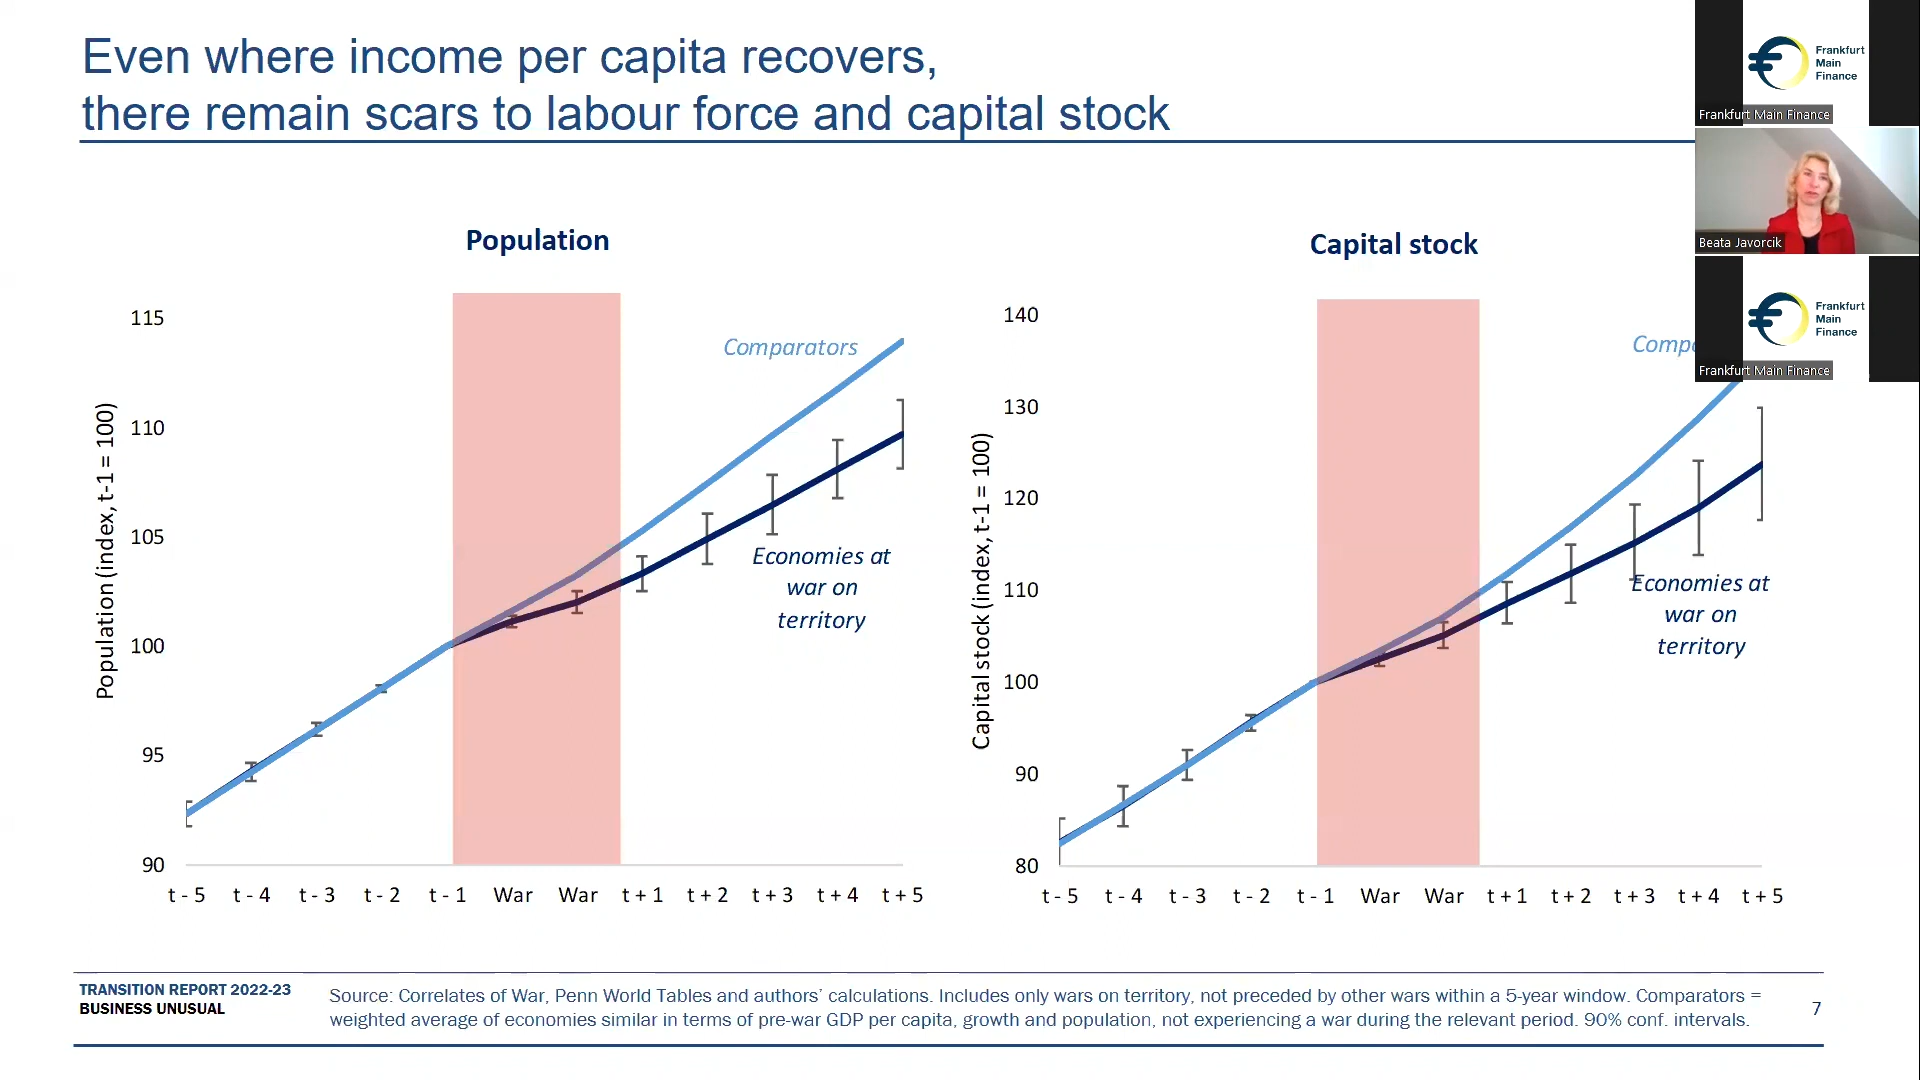 Even where income per capita recovers,
there remain scars to labour force and capital stock
Population
Population (index, t-1 = 100)
115
110
105
100
95
90
Comparators
Economies at
war on
territory
t - 5 t - 4 t - 3 t - 2 t - 1 War War t + 1 t + 2 t + 3 t + 4 t + 5
Capital stock
Capital stock (index, t-1 = 100)
140
130
120
110
100
90
80
Economies at
war on
territory
t - 5 t - 4 t - 3 t - 2 t - 1 War War t + 1 t + 2 t + 3 t + 4 t + 5
Frankfurt
Main
Finance
Frankfurt Main Finance
Beata Javorcik
Frankfurt
Main
Finance
Frankfurt Main Finance
TRANSITION REPORT 2022-23
BUSINESS UNUSUAL
Source: Correlates of War, Penn World Tables and authors’ calculations. Includes only wars on territory, not preceded by other wars within a 5-year window. Comparators =
weighted average of economies similar in terms of pre-war GDP per capita, growth and population, not experiencing a war during the relevant period. 90% conf. intervals.
7